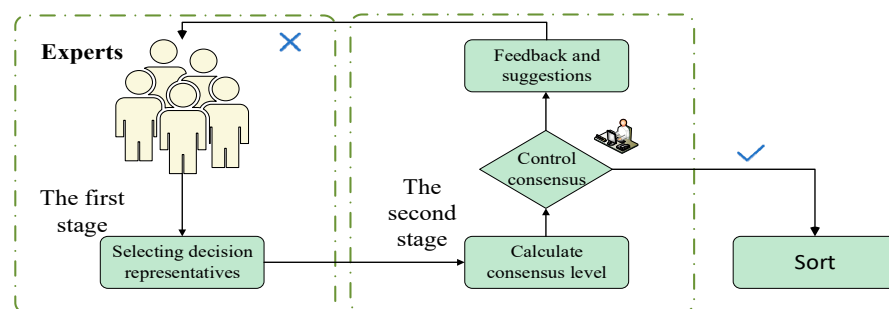 Experts
The first
stage
Selecting decision
representatives
The
second
stage
Feedback and
suggestions
Control
consensus
Calculate
consensus level
Sort